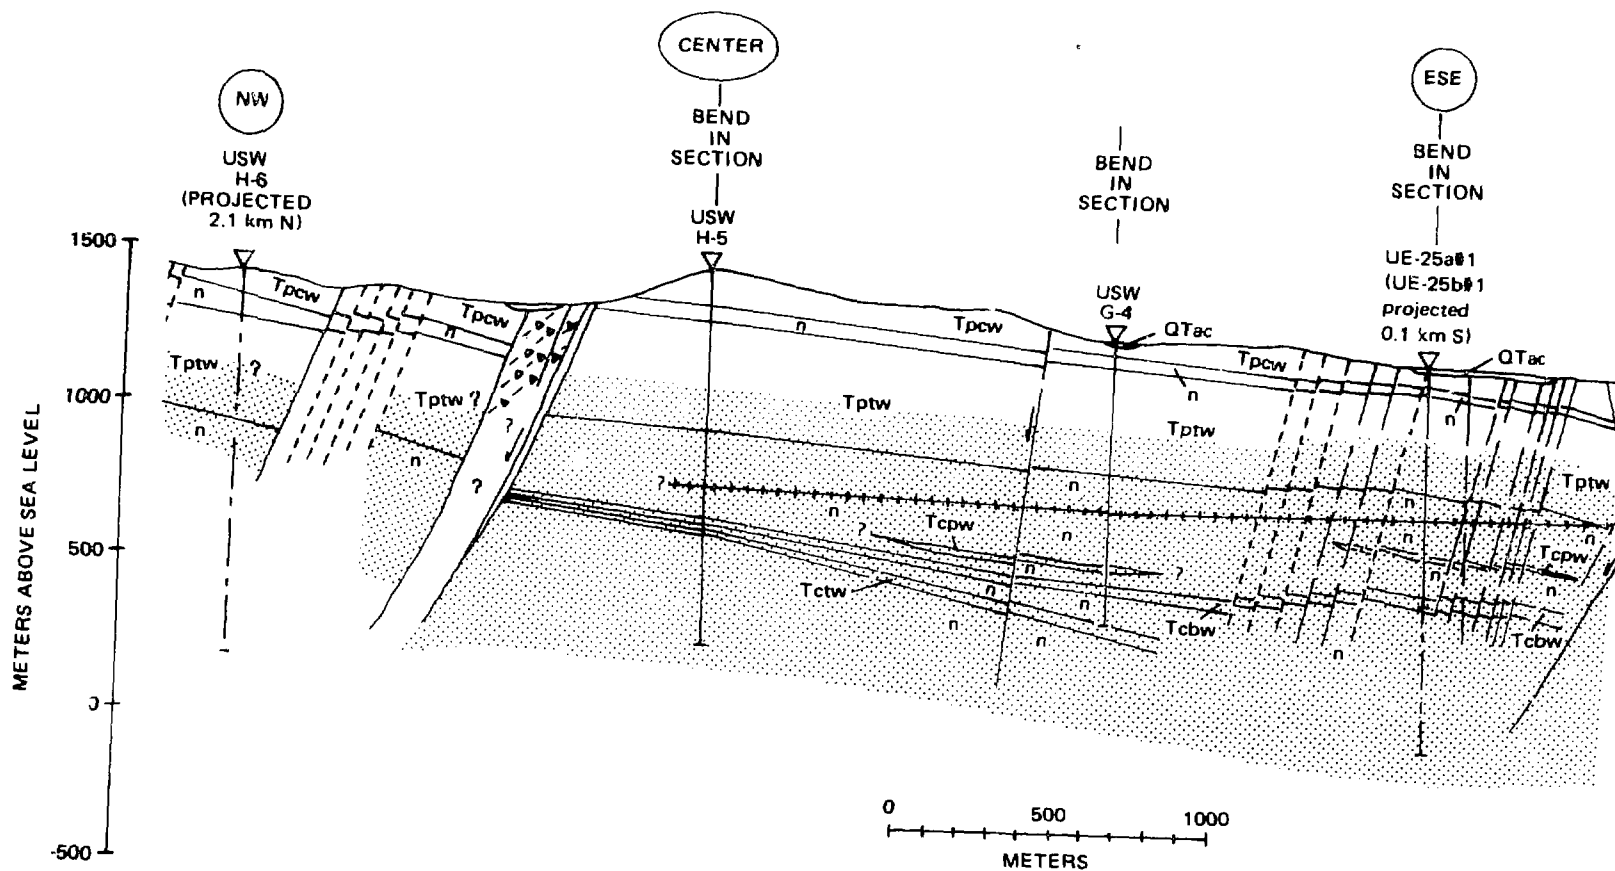 CENTER
NW
ESE
BEND
IN
SECTION
BEND
IN
SECTION
BEND
IN
SECTION
USW
H-6
(PROJECTED
2.1 km N)
USW
H-5
USW
G-4
UE-25a#1
(UE-25b#1
projected
0.1 km S)
1500
1000
500
0
-500
METERS ABOVE SEA LEVEL
n
Tpcw
Tpcw
n
n
Tpcw
QTac
Tpcw
n
QTac
n
Tptw ?
Tptw ?
Tptw
Tptw
Tptw
n
n
?
?
?
n
n
n
n
n
?
Tcpw
?
n
n
Tcpw
n
n
Tctw
n
n
n
n
Tcbw
n
Tcbw
0 500 1000
METERS